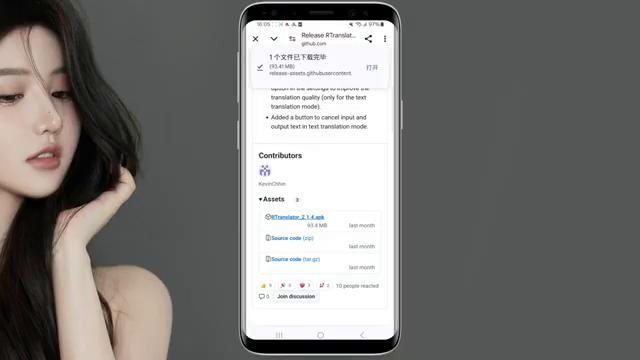 16:05
97%
Release RTranslat...
github.com
1 个文件已下载完毕
(93.41 MB)
release-assets.githubusercontent.
打开
option in the settings to improve the
translation quality (only for the text
translation mode).
Added a button to cancel input and
output text in text translation mode.
Contributors
KevinChhin
Assets 3
RTranslator_2.1.4.apk
93.4 MB last month
Source code (zip)
last month
Source code (tar.gz)
last month
10 people reacted
0 Join discussion